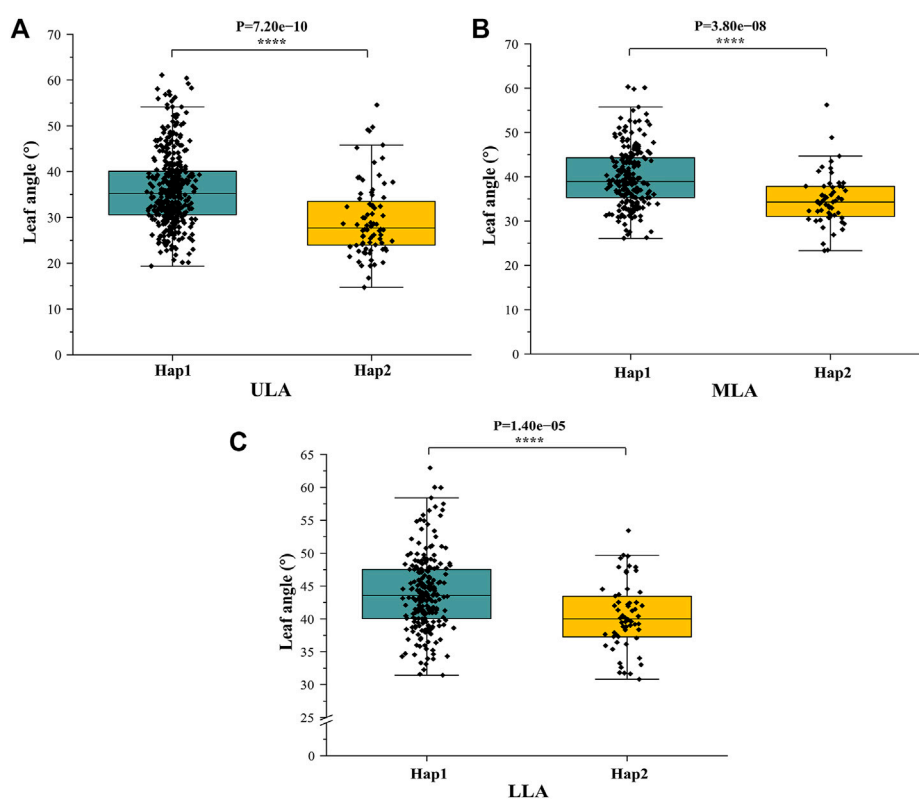 A
P=7.20e−10
****
Leaf angle (°)
70
60
50
40
30
20
10
0
Hap1
Hap2
ULA
B
P=3.80e−08
****
Leaf angle (°)
70
60
50
40
30
20
10
0
Hap1
Hap2
MLA
C
P=1.40e−05
****
Leaf angle (°)
65
60
55
50
45
40
35
30
25
0
Hap1
Hap2
LLA